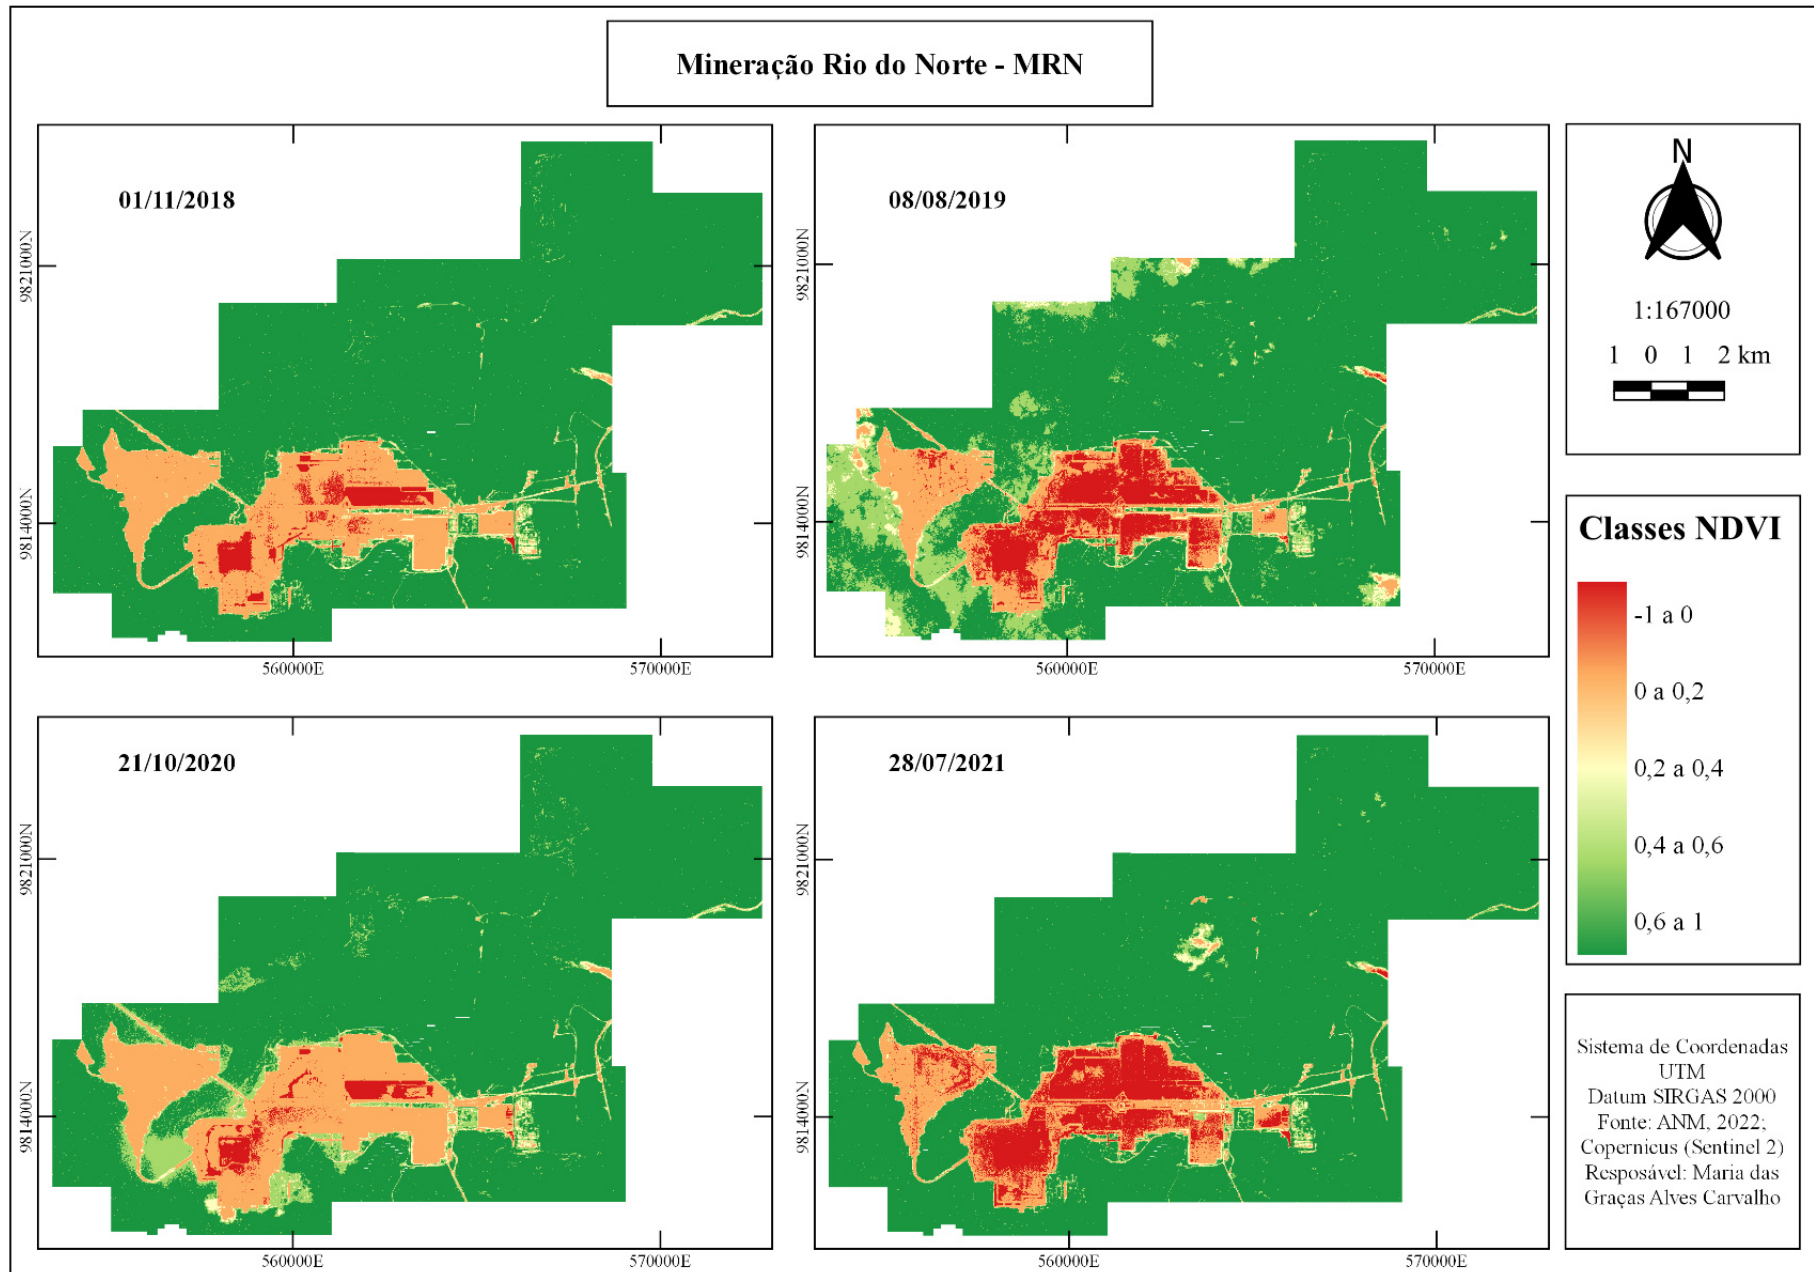 Mineração Rio do Norte - MRN
01/11/2018
9821000N
9814000N
560000E
570000E
08/08/2019
9821000N
9814000N
560000E
570000E
21/10/2020
9821000N
9814000N
560000E
570000E
28/07/2021
9821000N
9814000N
560000E
570000E
N
1:167000
1 0 1 2 km
Classes NDVI
-1 a 0
0 a 0,2
0,2 a 0,4
0,4 a 0,6
0,6 a 1
Sistema de Coordenadas
UTM
Datum SIRGAS 2000
Fonte: ANM, 2022;
Copernicus (Sentinel 2)
Resposável: Maria das
Graças Alves Carvalho